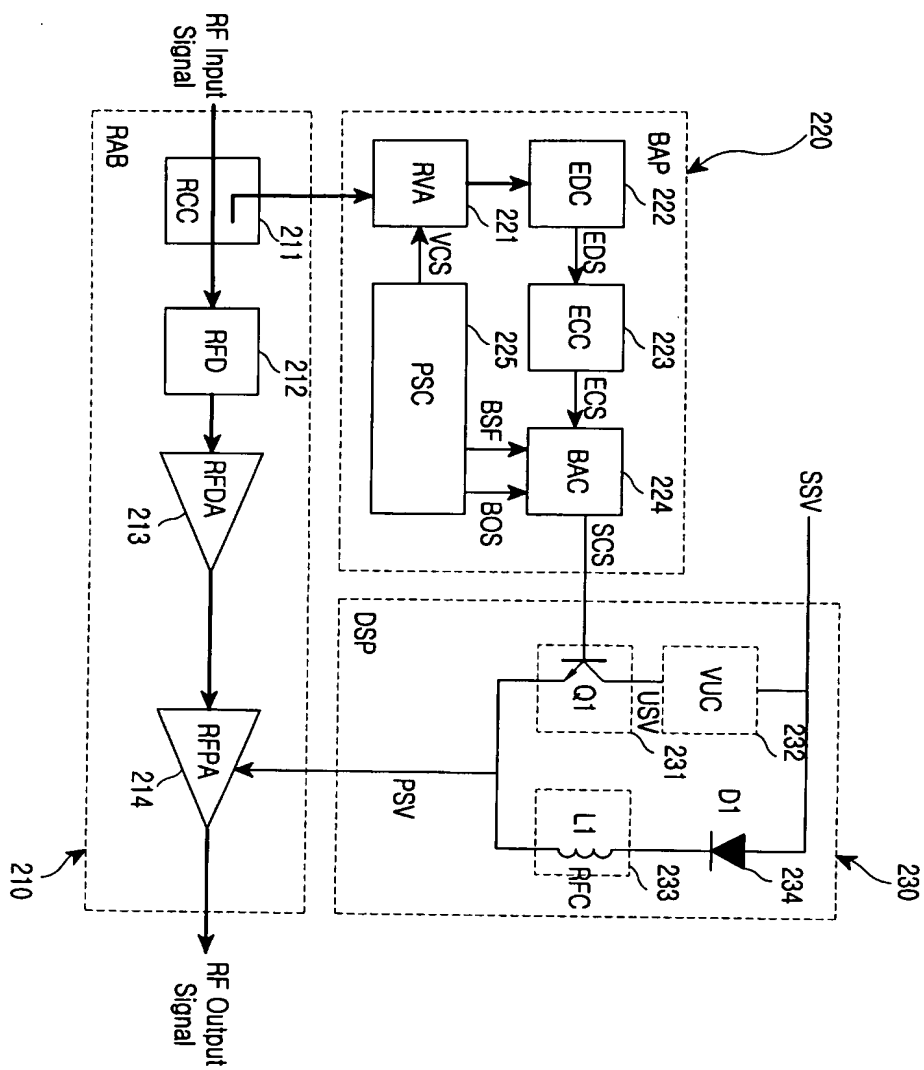 220
BAP
EDC
222
EDS
ECC
223
ECS
BAC
224
SCS
RVA
221
VCS
PSC
225
BSF
BOS
SSV
230
DSP
VUC
232
USV
Q1
231
D1
234
L1
RFC
233
PSV
RF Input
Signal
RAB
RCC
211
RFD
212
RFDA
213
RFPA
214
210
RF Output
Signal